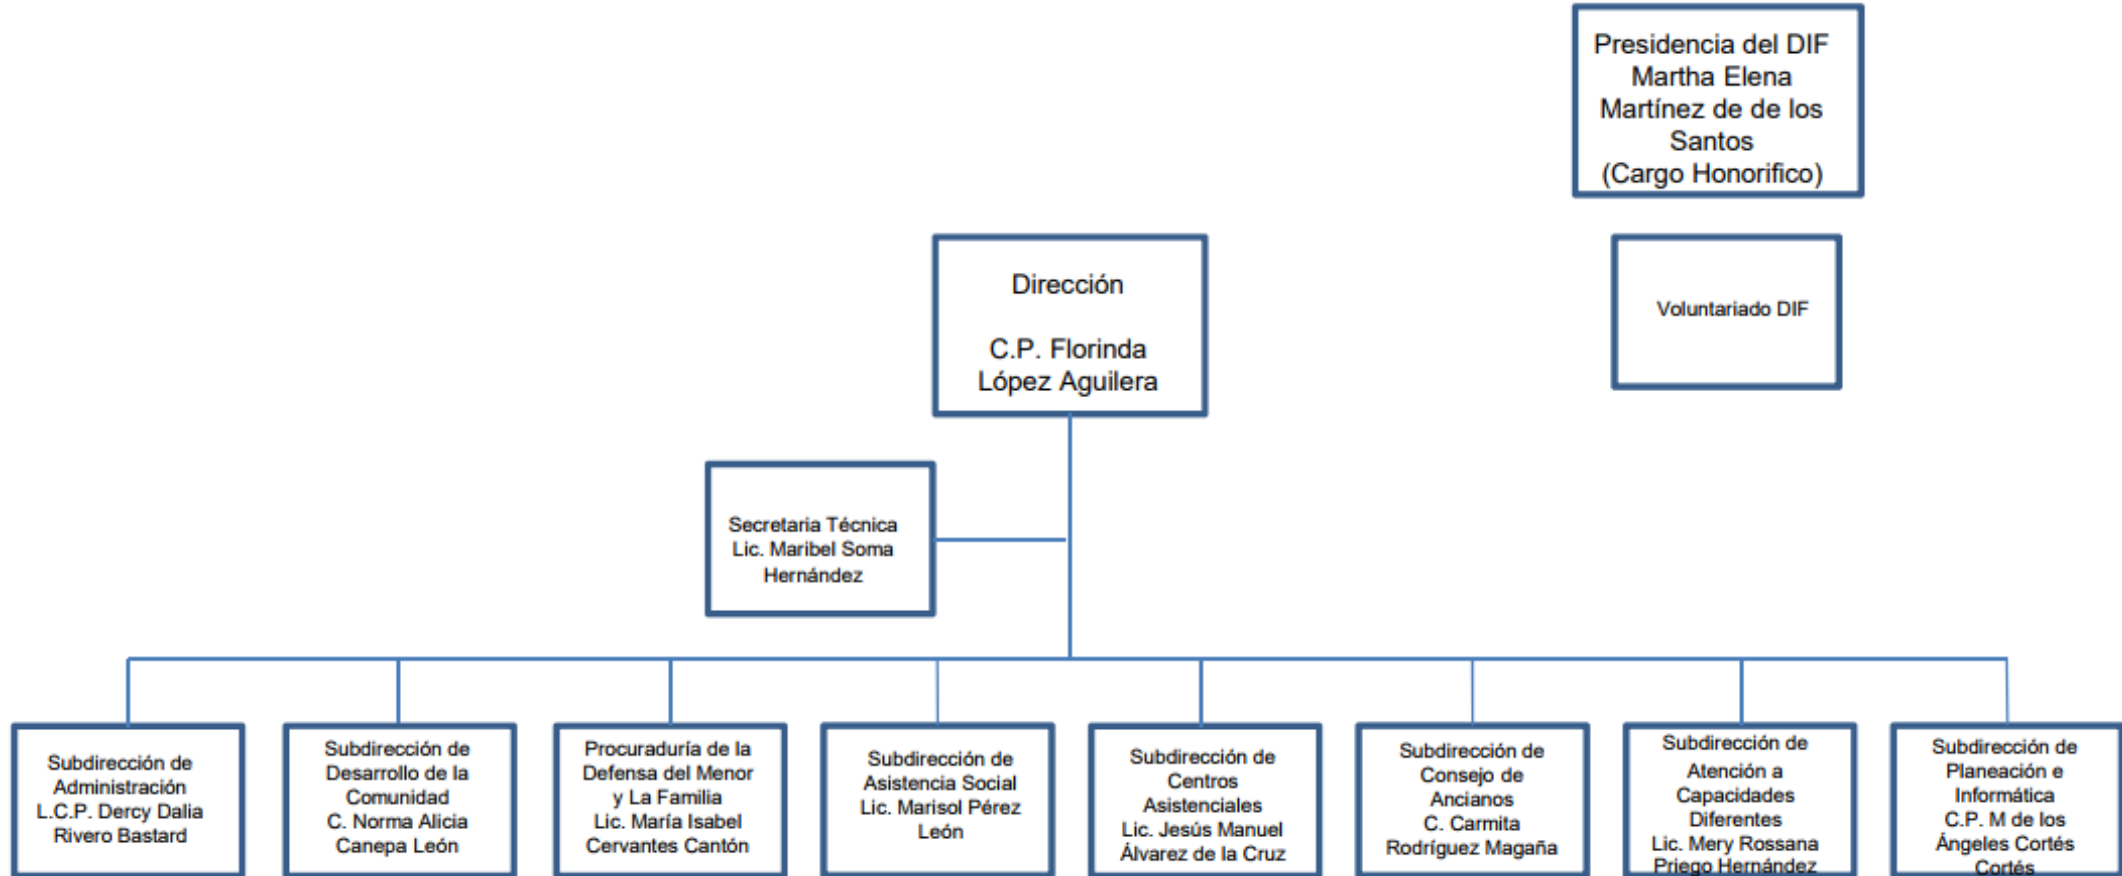 Presidencia del DIF
Martha Elena
Martínez de de los
Santos
(Cargo Honorifico)
Dirección
C.P. Florinda
López Aguilera
Voluntariado DIF
Secretaria Técnica
Lic. Maribel Soma
Hernández
Subdirección de
Administración
L.C.P. Dercy Dalia
Rivero Bastard
Subdirección de
Desarrollo de la
Comunidad
C. Norma Alicia
Canepa León
Procuraduría de la
Defensa del Menor
y La Familia
Lic. María Isabel
Cervantes Cantón
Subdirección de
Asistencia Social
Lic. Marisol Pérez
León
Subdirección de
Centros
Asistenciales
Lic. Jesús Manuel
Álvarez de la Cruz
Subdirección de
Consejo de
Ancianos
C. Carmita
Rodríguez Magaña
Subdirección de
Atención a
Capacidades
Diferentes
Lic. Mery Rossana
Priego Hernández
Subdirección de
Planeación e
Informática
C.P. M de los
Ángeles Cortés
Cortés